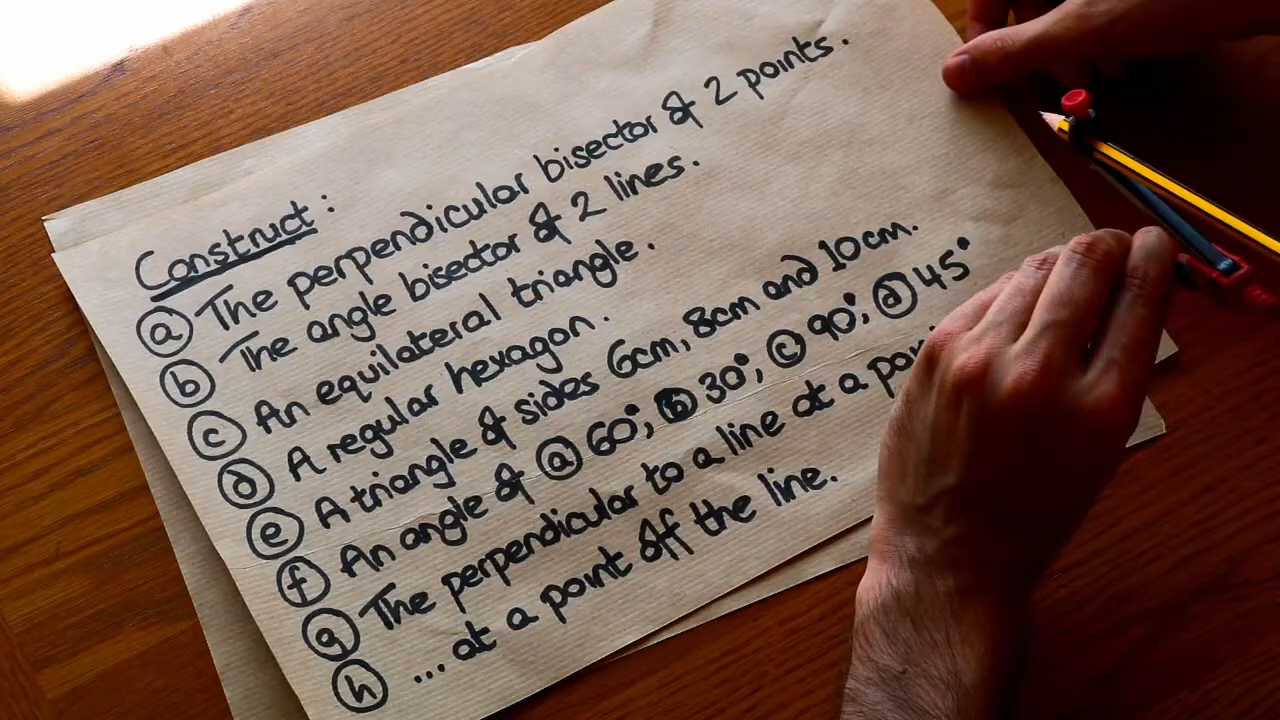 Construct:
(a) The perpendicular bisector of 2 points.
(b) The angle bisector of 2 lines.
(c) An equilateral triangle.
(d) A regular hexagon.
(e) A triangle of sides 6cm, 8cm and 10cm.
(f) An angle of (a) 60°; (b) 30°; (c) 90°; (d) 45°
(g) The perpendicular to a line at a
(h) ... at a point off the line.